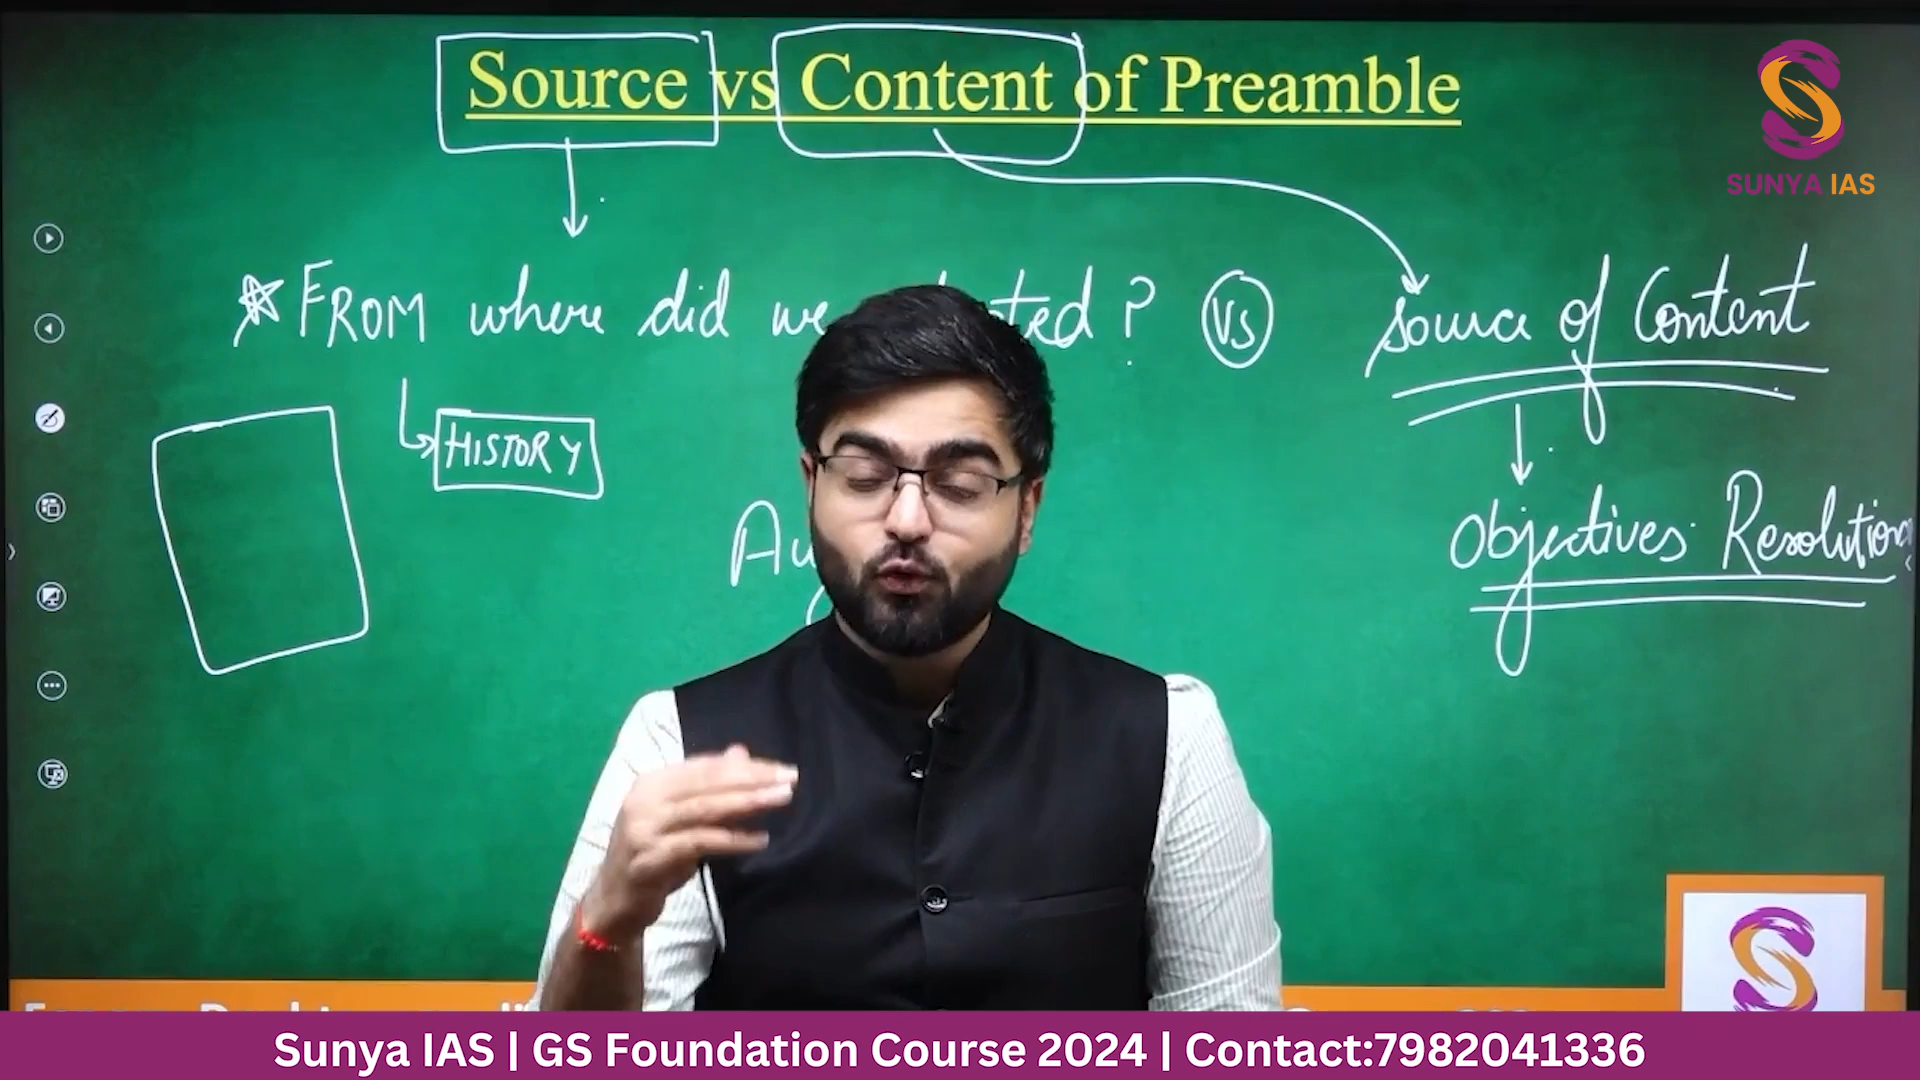 Source vs Content of Preamble
SUNYA IAS
FROM where did we ? Vs Source of Content
HISTORY
Objectives Resolution
Sunya IAS | GS Foundation Course 2024 | Contact:7982041336